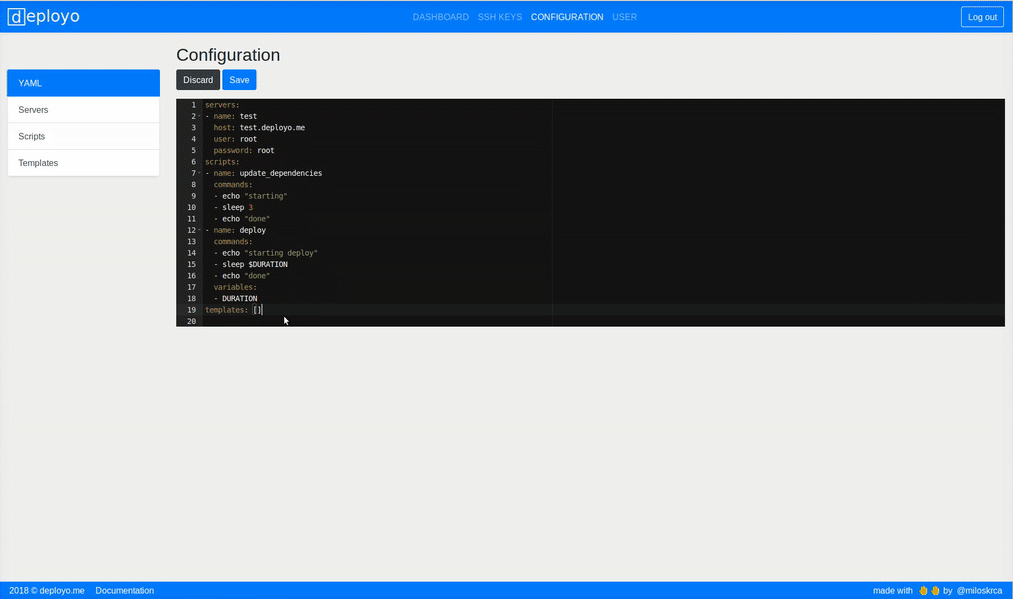 deployo
DASHBOARD SSH KEYS CONFIGURATION USER
Log out
Configuration
Discard Save
YAML
Servers
Scripts
Templates
1 servers:
2 - name: test
3   host: test.deployo.me
4   user: root
5   password: root
6 scripts:
7 - name: update_dependencies
8   commands:
9   - echo "starting"
10   - sleep 3
11   - echo "done"
12 - name: deploy
13   commands:
14   - echo "starting deploy"
15   - sleep $DURATION
16   - echo "done"
17   variables:
18   - DURATION
19 templates: []
20
2018 © deployo.me Documentation
made with 🤚 🤚 by @miloskrca